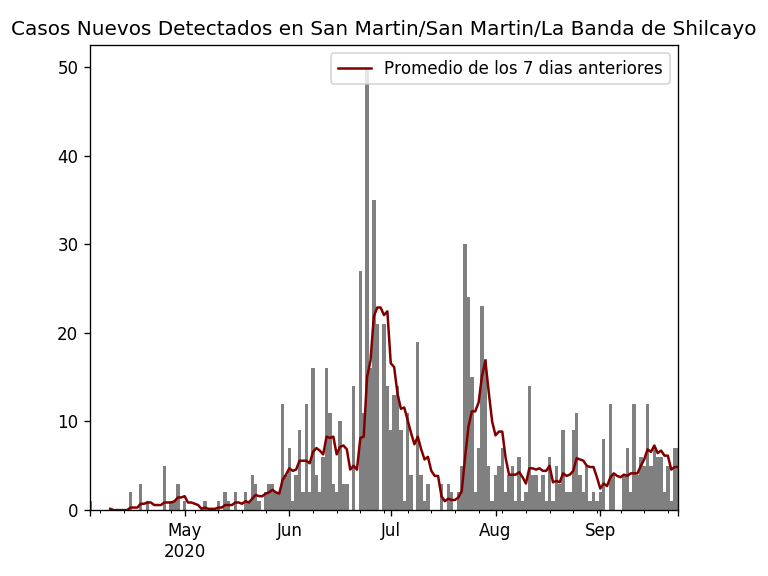 Casos Nuevos Detectados en San Martin/San Martin/La Banda de Shilcayo
Promedio de los 7 dias anteriores
50
40
30
20
10
0
May Jun Jul Aug Sep
2020